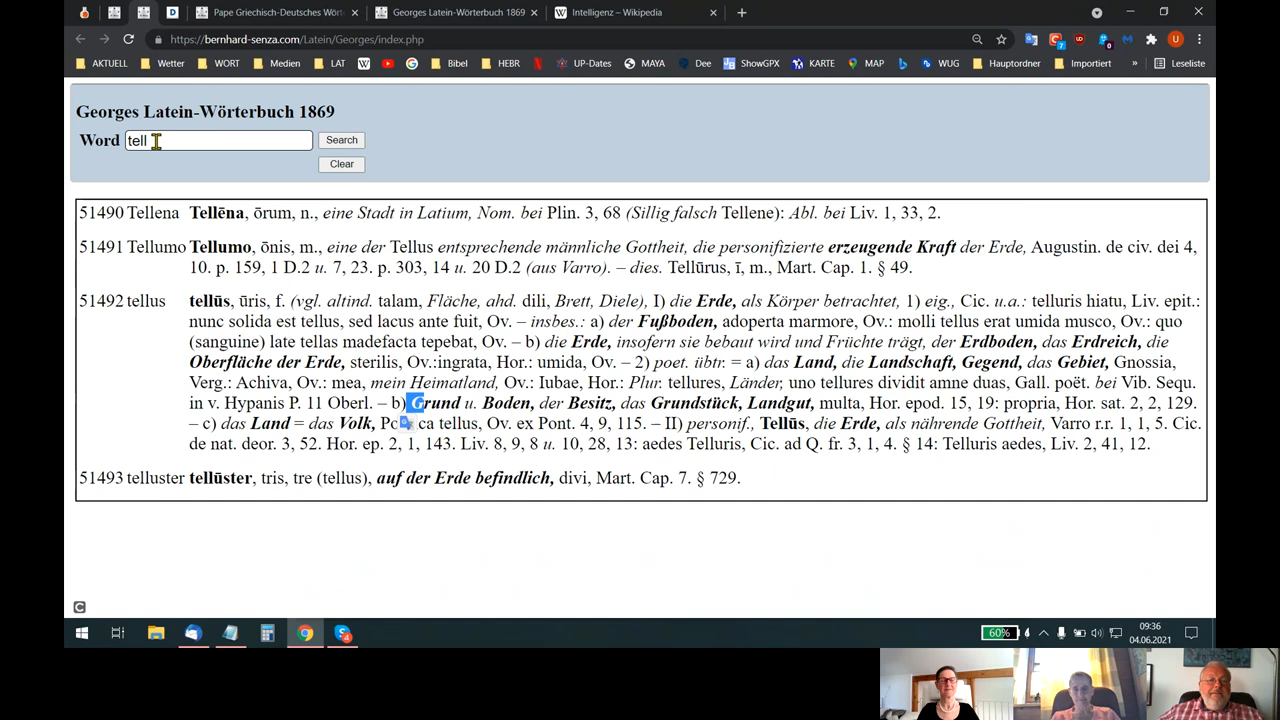 Pape Griechisch-Deutsches Wört
Georges Latein-Wörterbuch 1869
Intelligenz – Wikipedia
https://bernhard-senza.com/Latein/Georges/index.php
AKTUELL Wetter WORT Medien LAT Bibel HEBR UP-Dates MAYA Dee ShowGPX KARTE MAP WUG Hauptordner Importiert » Leseliste
Georges Latein-Wörterbuch 1869
Word tell Search
Clear
51490 Tellena Tellēna, ōrum, n., eine Stadt in Latium, Nom. bei Plin. 3, 68 (Sillig falsch Tellene): Abl. bei Liv. 1, 33, 2.
51491 Tellumo Tellumo, ōnis, m., eine der Tellus entsprechende männliche Gottheit, die personifizierte erzeugende Kraft der Erde, Augustin. de civ. dei 4,
10. p. 159, 1 D.2 u. 7, 23. p. 303, 14 u. 20 D.2 (aus Varro). – dies. Tellūrus, ī, m., Mart. Cap. 1. § 49.
51492 tellus tellūs, ūris, f. (vgl. altind. talam, Fläche, ahd. dili, Brett, Diele), I) die Erde, als Körper betrachtet, 1) eig., Cic. u.a.: telluris hiatu, Liv. epit.:
nunc solida est tellus, sed lacus ante fuit, Ov. – insbes.: a) der Fußboden, adoperta marmore, Ov.: molli tellus erat umida musco, Ov.: quo
(sanguine) late tellas madefacta tepebat, Ov. – b) die Erde, insofern sie bebaut wird und Früchte trägt, der Erdboden, das Erdreich, die
Oberfläche der Erde, sterilis, Ov.:ingrata, Hor.: umida, Ov. – 2) poet. übtr. = a) das Land, die Landschaft, Gegend, das Gebiet, Gnossia,
Verg.: Achiva, Ov.: mea, mein Heimatland, Ov.: Iubae, Hor.: Plur. tellures, Länder, uno tellures dividit amne duas, Gall. poët. bei Vib. Sequ.
in v. Hypanis P. 11 Oberl. – b) Grund u. Boden, der Besitz, das Grundstück, Landgut, multa, Hor. epod. 15, 19: propria, Hor. sat. 2, 2, 129.
– c) das Land = das Volk, Po ca tellus, Ov. ex Pont. 4, 9, 115. – II) personif., Tellūs, die Erde, als nährende Gottheit, Varro r.r. 1, 1, 5. Cic.
de nat. deor. 3, 52. Hor. ep. 2, 1, 143. Liv. 8, 9, 8 u. 10, 28, 13: aedes Telluris, Cic. ad Q. fr. 3, 1, 4. § 14: Telluris aedes, Liv. 2, 41, 12.
51493 telluster tellūster, tris, tre (tellus), auf der Erde befindlich, divi, Mart. Cap. 7. § 729.
60% 09:36
04.06.2021